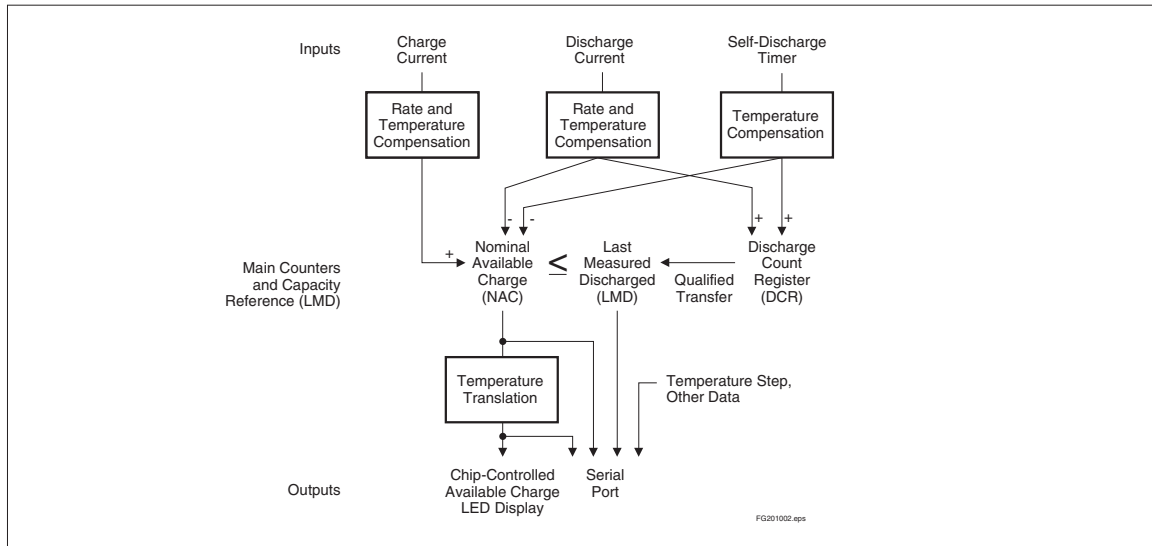 Inputs
Charge
Current
Discharge
Current
Self-Discharge
Timer
Rate and
Temperature
Compensation
Rate and
Temperature
Compensation
Temperature
Compensation
- -
+ +
+
Main Counters
and Capacity
Reference (LMD)
Nominal
Available
Charge
(NAC)
≤
Last
Measured
Discharged
(LMD)
Qualified
Transfer
Discharge
Count
Register
(DCR)
Temperature
Translation
Temperature Step,
Other Data
Outputs
Chip-Controlled
Available Charge
LED Display
Serial
Port
FG201002.eps